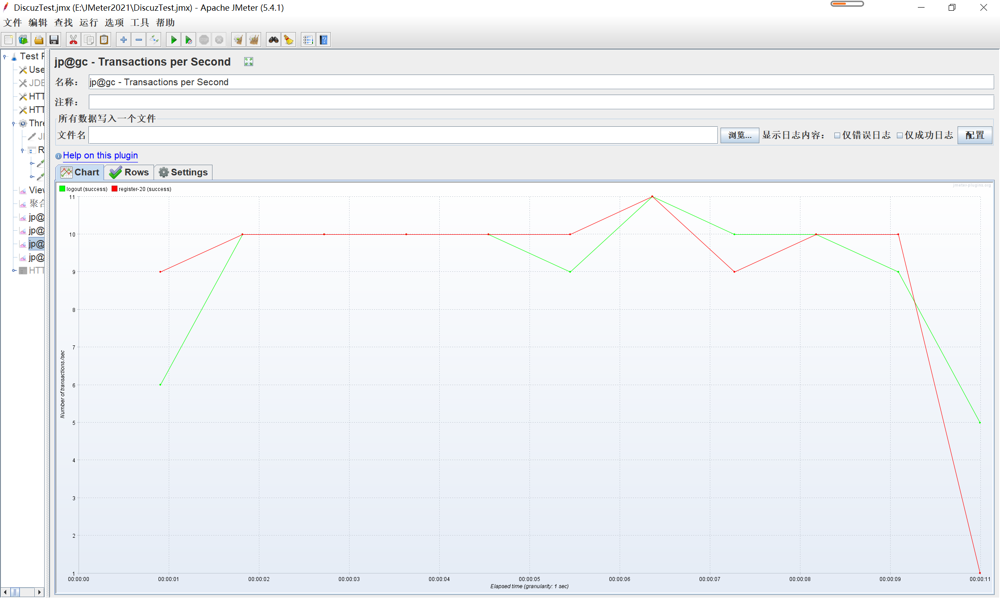 DiscuzTest.jmx (E:\JMeter2021\DiscuzTest.jmx) - Apache JMeter (5.4.1)
文件 编辑 查找 运行 选项 工具 帮助
Test P
Use
JDB
HTT
HTT
Thre
R
View
聚合
jp@
jp@
jp@
jp@
HTT
jp@gc - Transactions per Second
名称： jp@gc - Transactions per Second
注释：
所有数据写入一个文件
文件名 浏览... 显示日志内容： 仅错误日志 仅成功日志 配置
Help on this plugin
Chart Rows Settings
logout (success) register-20 (success)
jmeter-plugins.org
11
10
9
8
7
6
5
4
3
2
1
Number of transactions /sec
00:00:00 00:00:01 00:00:02 00:00:03 00:00:04 00:00:05 00:00:06 00:00:07 00:00:08 00:00:09 00:00:11
Elapsed time (granularity: 1 sec)